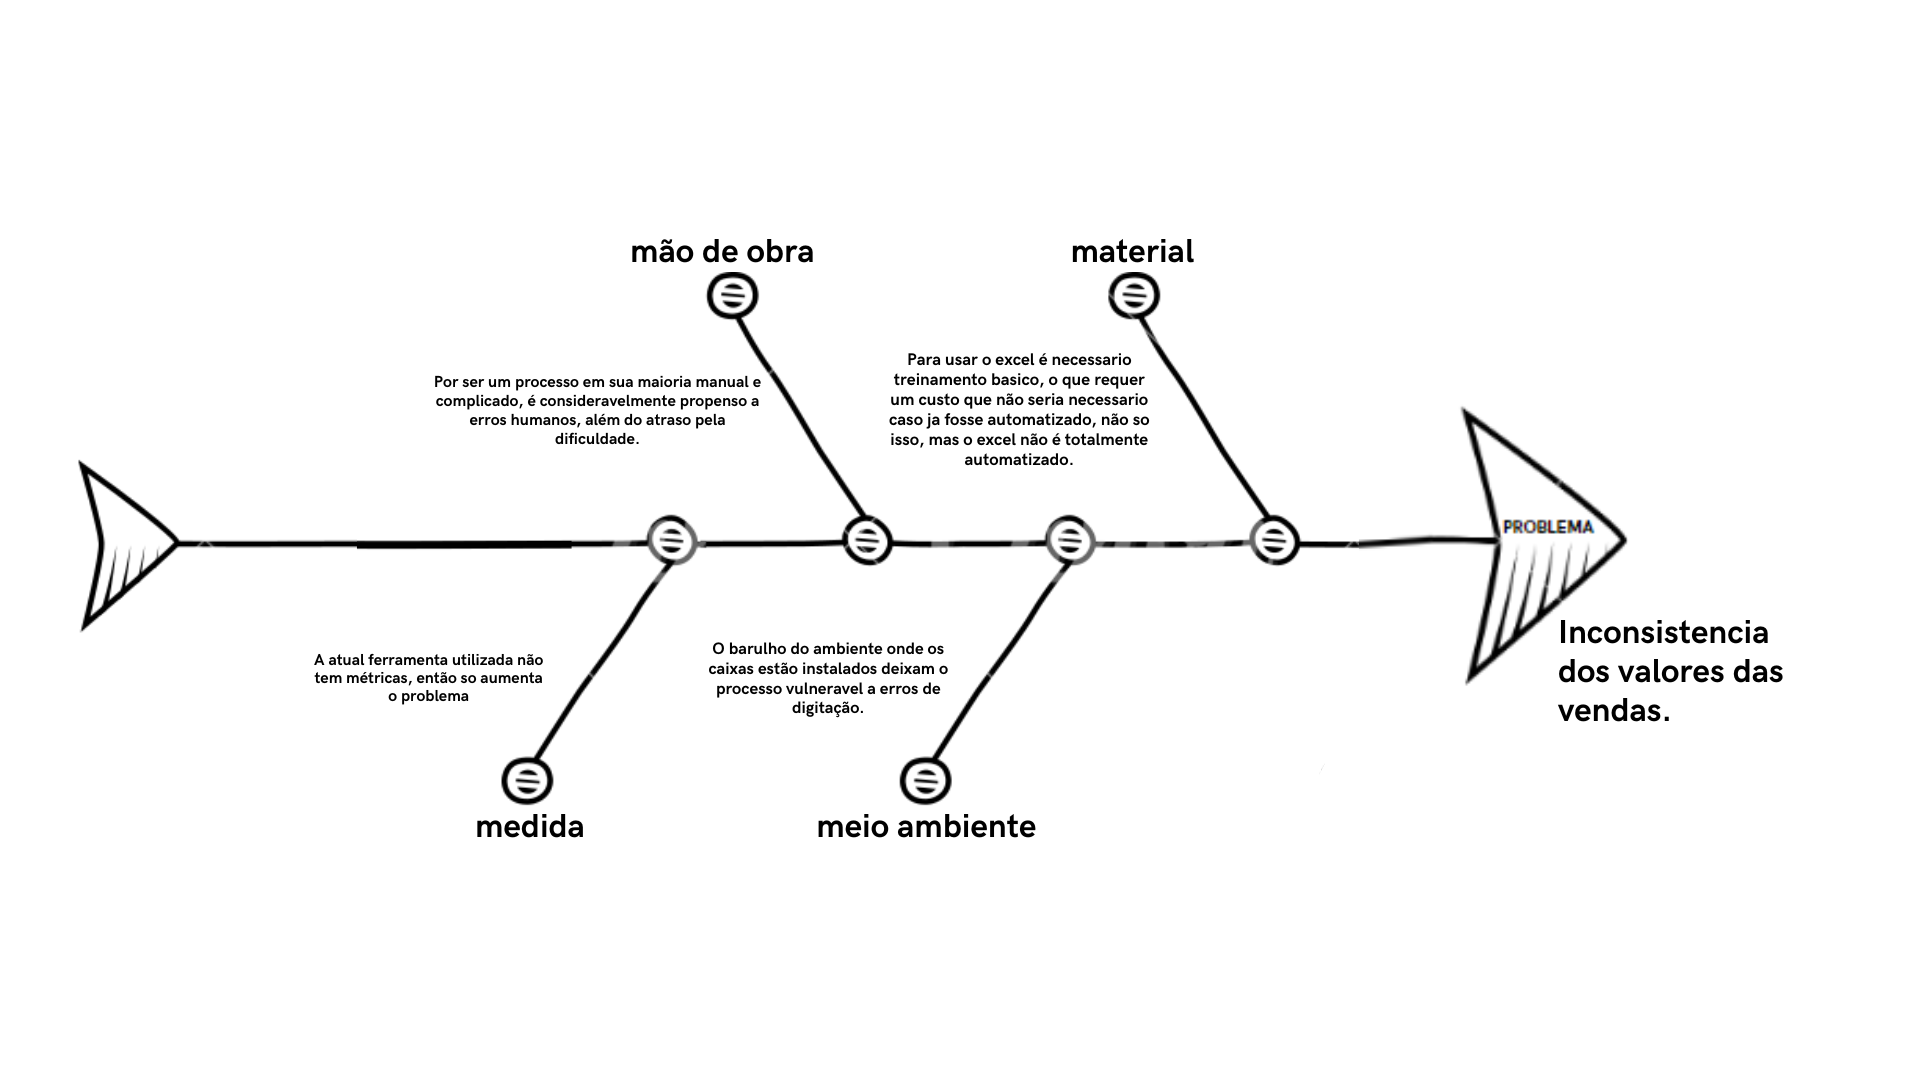 mão de obra
material
Por ser um processo em sua maioria manual e
complicado, é consideravelmente propenso a
erros humanos, além do atraso pela
dificuldade.
Para usar o excel é necessario
treinamento basico, o que requer
um custo que não seria necessario
caso ja fosse automatizado, não so
isso, mas o excel não é totalmente
automatizado.
PROBLEMA
Inconsistencia
dos valores das
vendas.
A atual ferramenta utilizada não
tem métricas, então so aumenta
o problema
O barulho do ambiente onde os
caixas estão instalados deixam o
processo vulneravel a erros de
digitação.
medida
meio ambiente